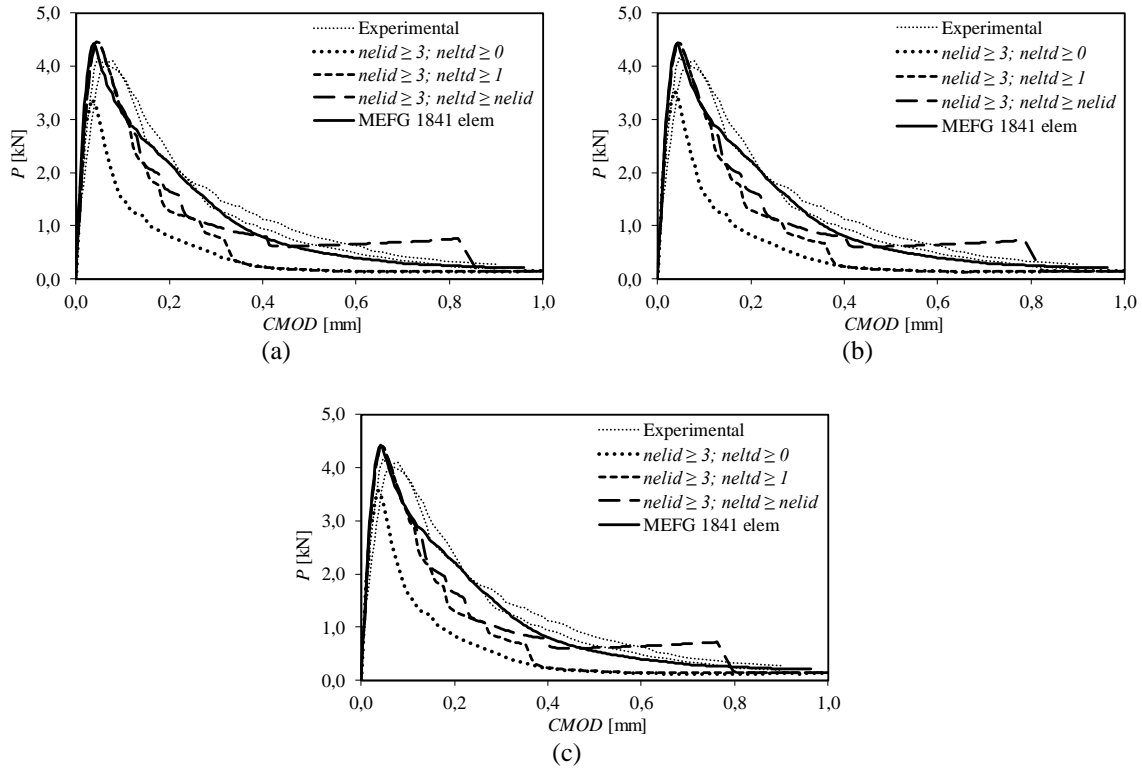 5,0
4,0
3,0
2,0
1,0
0,0
P [kN]
Experimental
nelid ≥ 3; neltd ≥ 0
nelid ≥ 3; neltd ≥ 1
nelid ≥ 3; neltd ≥ nelid
MEFG 1841 elem
0,0 0,2 0,4 0,6 0,8 1,0
CMOD [mm]
(a)
5,0
4,0
3,0
2,0
1,0
0,0
P [kN]
Experimental
nelid ≥ 3; neltd ≥ 0
nelid ≥ 3; neltd ≥ 1
nelid ≥ 3; neltd ≥ nelid
MEFG 1841 elem
0,0 0,2 0,4 0,6 0,8 1,0
CMOD [mm]
(b)
5,0
4,0
3,0
2,0
1,0
0,0
P [kN]
Experimental
nelid ≥ 3; neltd ≥ 0
nelid ≥ 3; neltd ≥ 1
nelid ≥ 3; neltd ≥ nelid
MEFG 1841 elem
0,0 0,2 0,4 0,6 0,8 1,0
CMOD [mm]
(c)